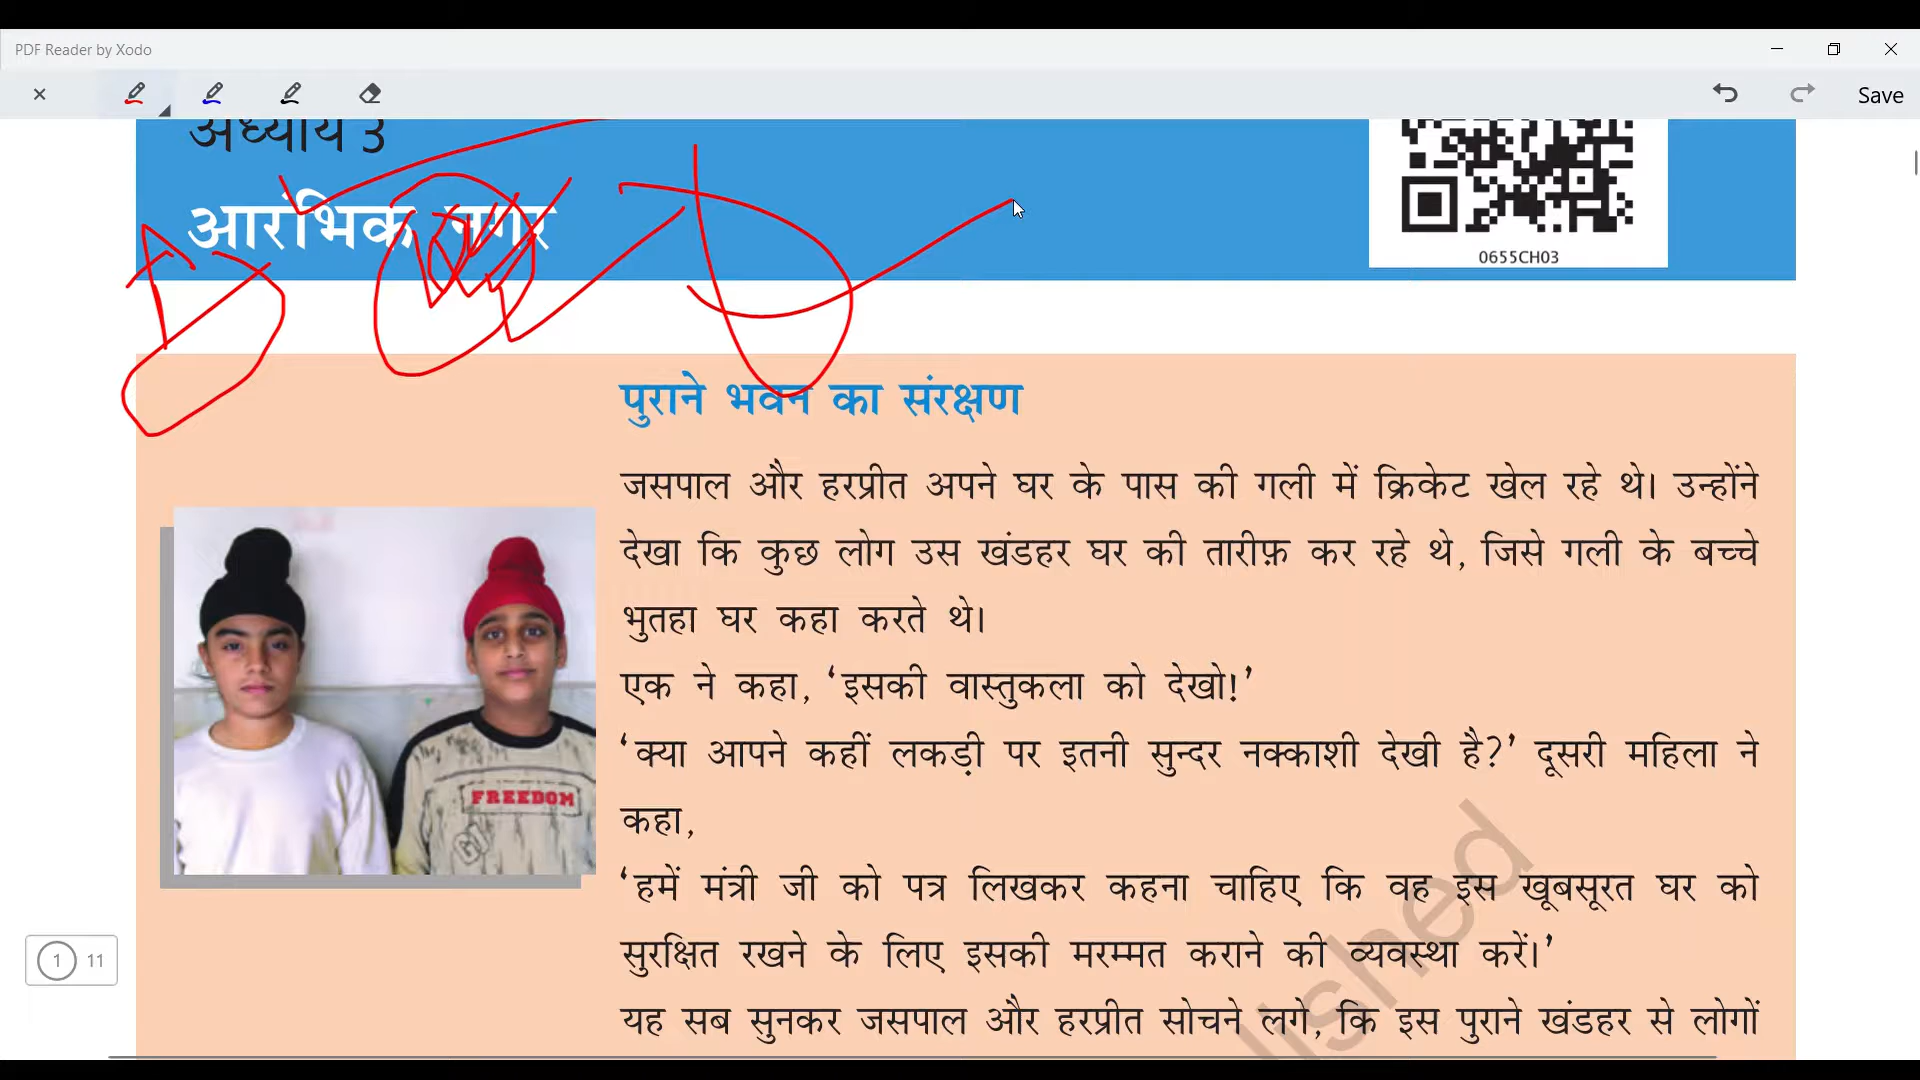 PDF Reader by Xodo
Save
अध्याय 3
आरंभिक नगर
0655CH03
पुराने भवन का संरक्षण
जसपाल और हरप्रीत अपने घर के पास की गली में क्रिकेट खेल रहे थे। उन्होंने
देखा कि कुछ लोग उस खंडहर घर की तारीफ़ कर रहे थे, जिसे गली के बच्चे
भुतहा घर कहा करते थे।
एक ने कहा, ‘इसकी वास्तुकला को देखो!’
‘क्या आपने कहीं लकड़ी पर इतनी सुन्दर नक्काशी देखी है?’ दूसरी महिला ने
कहा,
‘हमें मंत्री जी को पत्र लिखकर कहना चाहिए कि वह इस खूबसूरत घर को
सुरक्षित रखने के लिए इसकी मरम्मत कराने की व्यवस्था करें।’
यह सब सुनकर जसपाल और हरप्रीत सोचने लगे, कि इस पुराने खंडहर से लोगों
FREEDOM
1 11